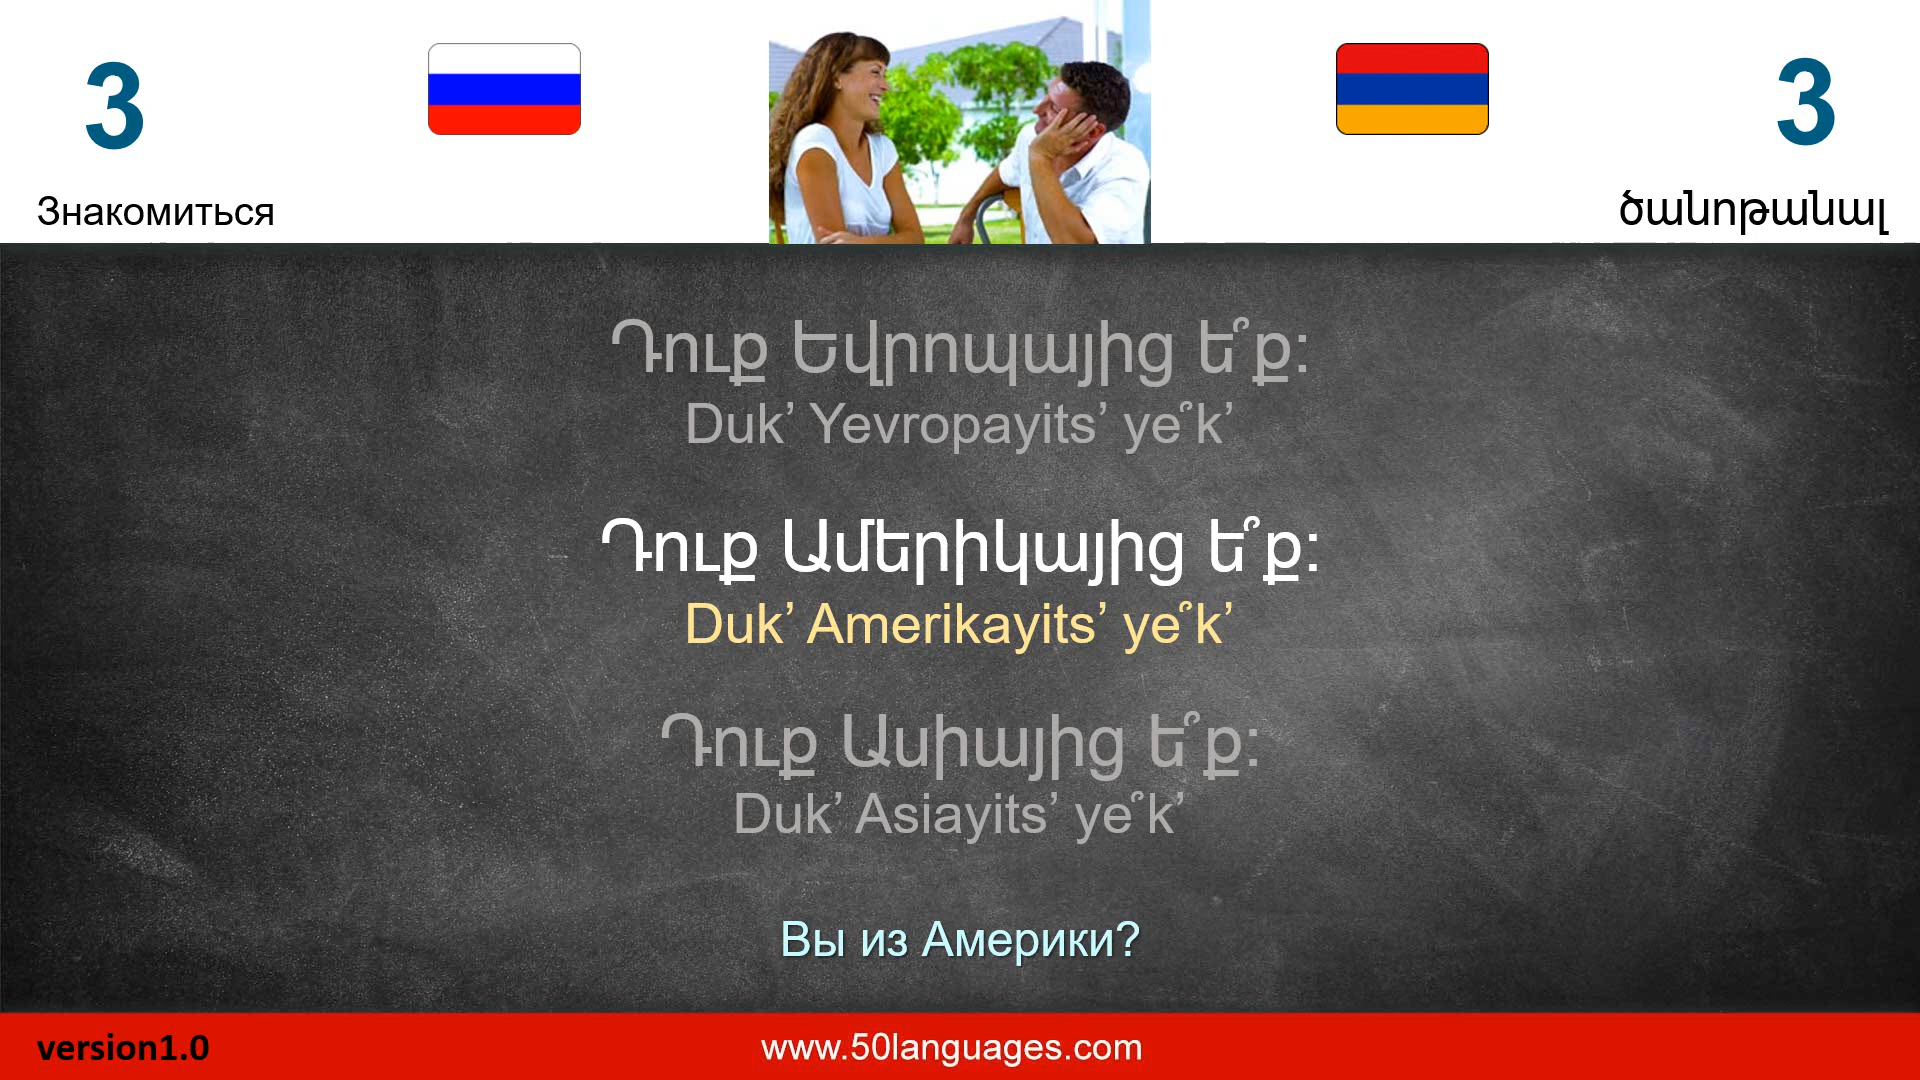 3
3
Знакомиться
ծանոթանալ
Դուք Եվրոպայից ե՞ք:
Duk’ Yevropayits’ ye՞k’
Դուք Ամերիկայից ե՞ք:
Duk’ Amerikayits’ ye՞k’
Դուք Ասիայից ե՞ք:
Duk’ Asiayits’ ye՞k’
Вы из Америки?
version1.0
www.50languages.com